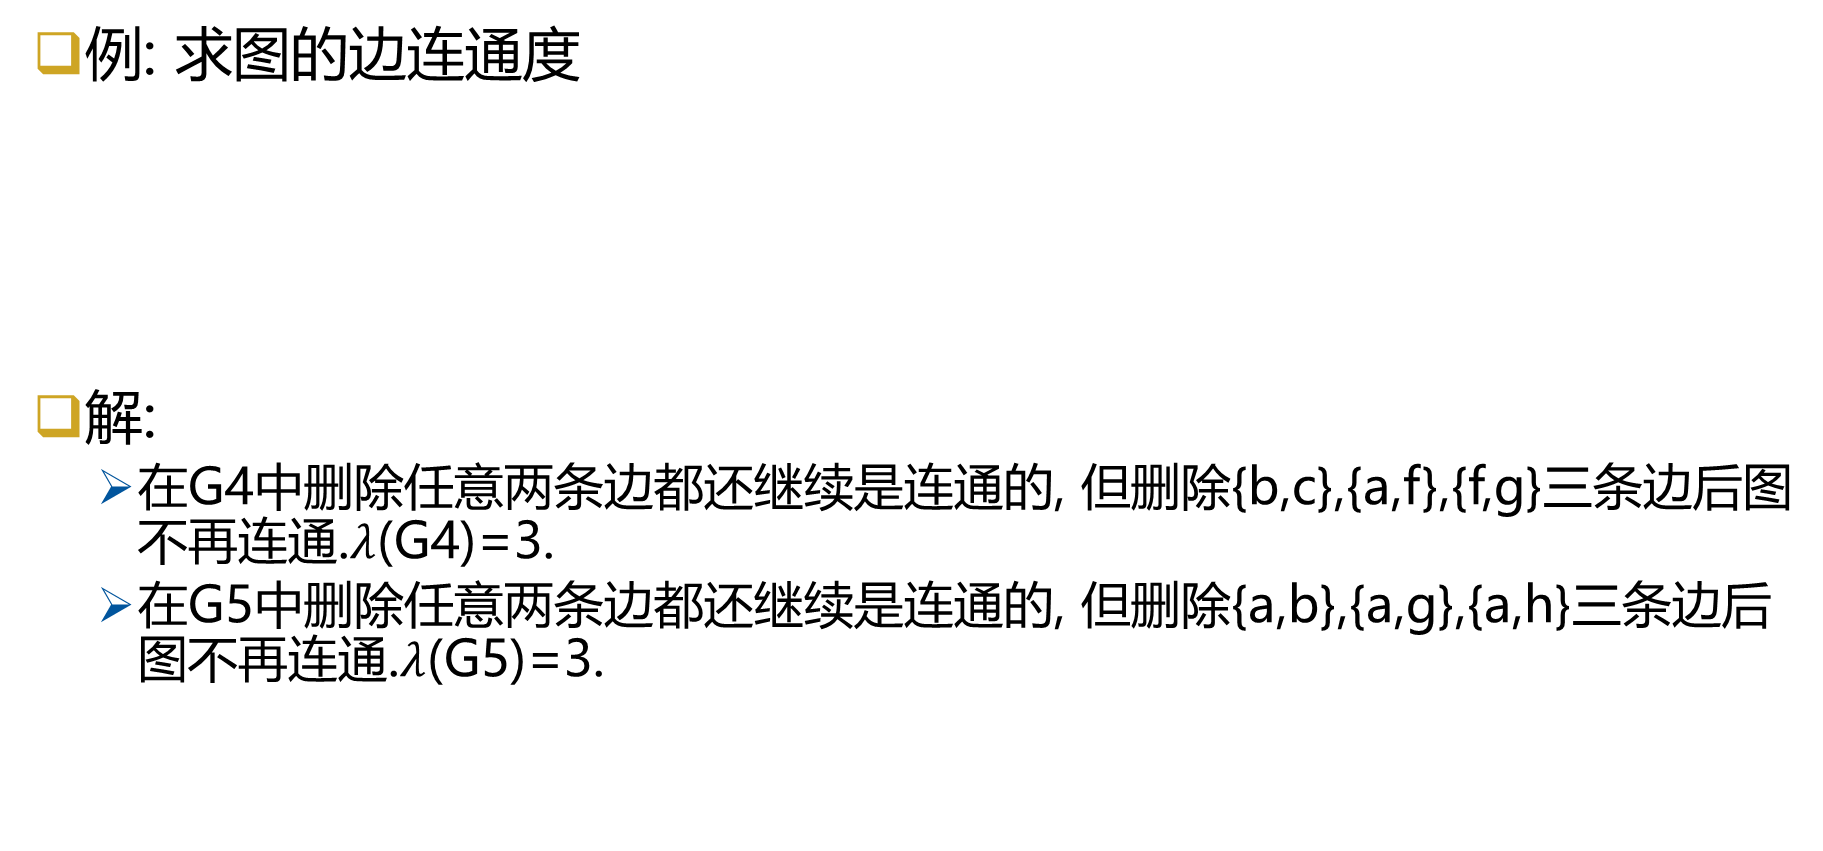 例: 求图的边连通度
解:
在G4中删除任意两条边都还继续是连通的, 但删除{b,c},{a,f},{f,g}三条边后图
不再连通.𝜆(G4)=3.
在G5中删除任意两条边都还继续是连通的, 但删除{a,b},{a,g},{a,h}三条边后
图不再连通.𝜆(G5)=3.